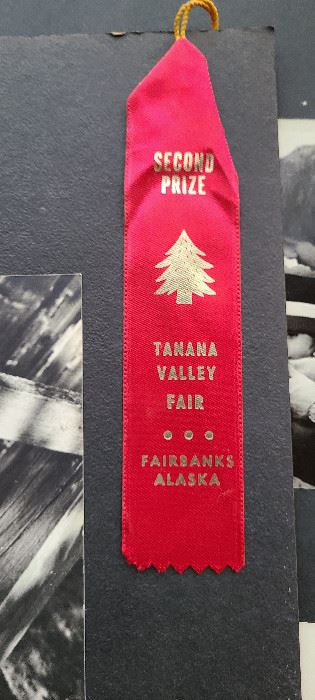 SECOND
PRIZE
TANANA
VALLEY
FAIR
FAIRBANKS
ALASKA